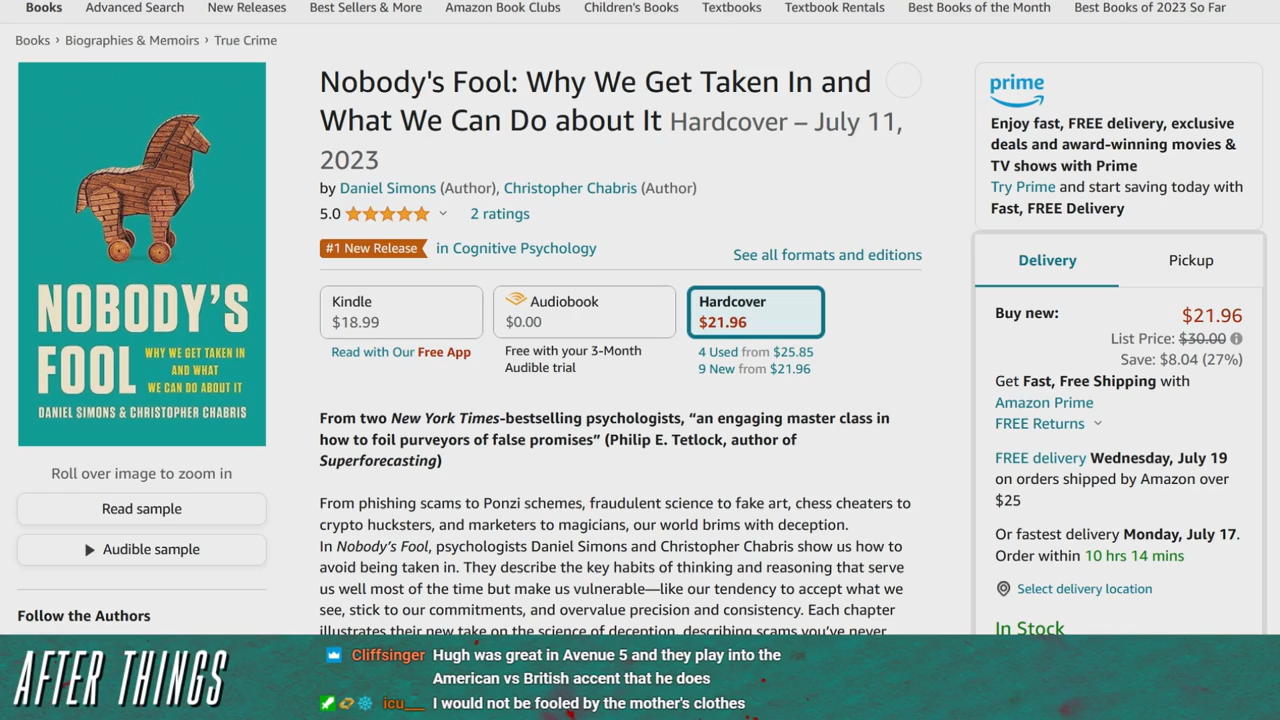 Books Advanced Search New Releases Best Sellers & More Amazon Book Clubs Children's Books Textbooks Textbook Rentals Best Books of the Month Best Books of 2023 So Far
Books › Biographies & Memoirs › True Crime
NOBODY'S
FOOL
WHY WE GET TAKEN IN
AND WHAT
WE CAN DO ABOUT IT
DANIEL SIMONS & CHRISTOPHER CHABRIS
Roll over image to zoom in
Read sample
Audible sample
Follow the Authors
Nobody's Fool: Why We Get Taken In and
What We Can Do about It Hardcover – July 11,
2023
by Daniel Simons (Author), Christopher Chabris (Author)
5.0 2 ratings
#1 New Release in Cognitive Psychology
See all formats and editions
Kindle
$18.99
Read with Our Free App
Audiobook
$0.00
Free with your 3-Month
Audible trial
Hardcover
$21.96
4 Used from $25.85
9 New from $21.96
From two New York Times-bestselling psychologists, “an engaging master class in
how to foil purveyors of false promises” (Philip E. Tetlock, author of
Superforecasting)
From phishing scams to Ponzi schemes, fraudulent science to fake art, chess cheaters to
crypto hucksters, and marketers to magicians, our world brims with deception.
In Nobody’s Fool, psychologists Daniel Simons and Christopher Chabris show us how to
avoid being taken in. They describe the key habits of thinking and reasoning that serve
us well most of the time but make us vulnerable—like our tendency to accept what we
see, stick to our commitments, and overvalue precision and consistency. Each chapter
illustrates their new take on the science of deception, describing scams you’ve never
prime
Enjoy fast, FREE delivery, exclusive
deals and award-winning movies &
TV shows with Prime
Try Prime and start saving today with
Fast, FREE Delivery
Delivery Pickup
Buy new: $21.96
List Price: $30.00
Save: $8.04 (27%)
Get Fast, Free Shipping with
Amazon Prime
FREE Returns
FREE delivery Wednesday, July 19
on orders shipped by Amazon over
$25
Or fastest delivery Monday, July 17.
Order within 10 hrs 14 mins
Select delivery location
In Stock
AFTER THINGS
Cliffsinger Hugh was great in Avenue 5 and they play into the
American vs British accent that he does
icu__ I would not be fooled by the mother's clothes